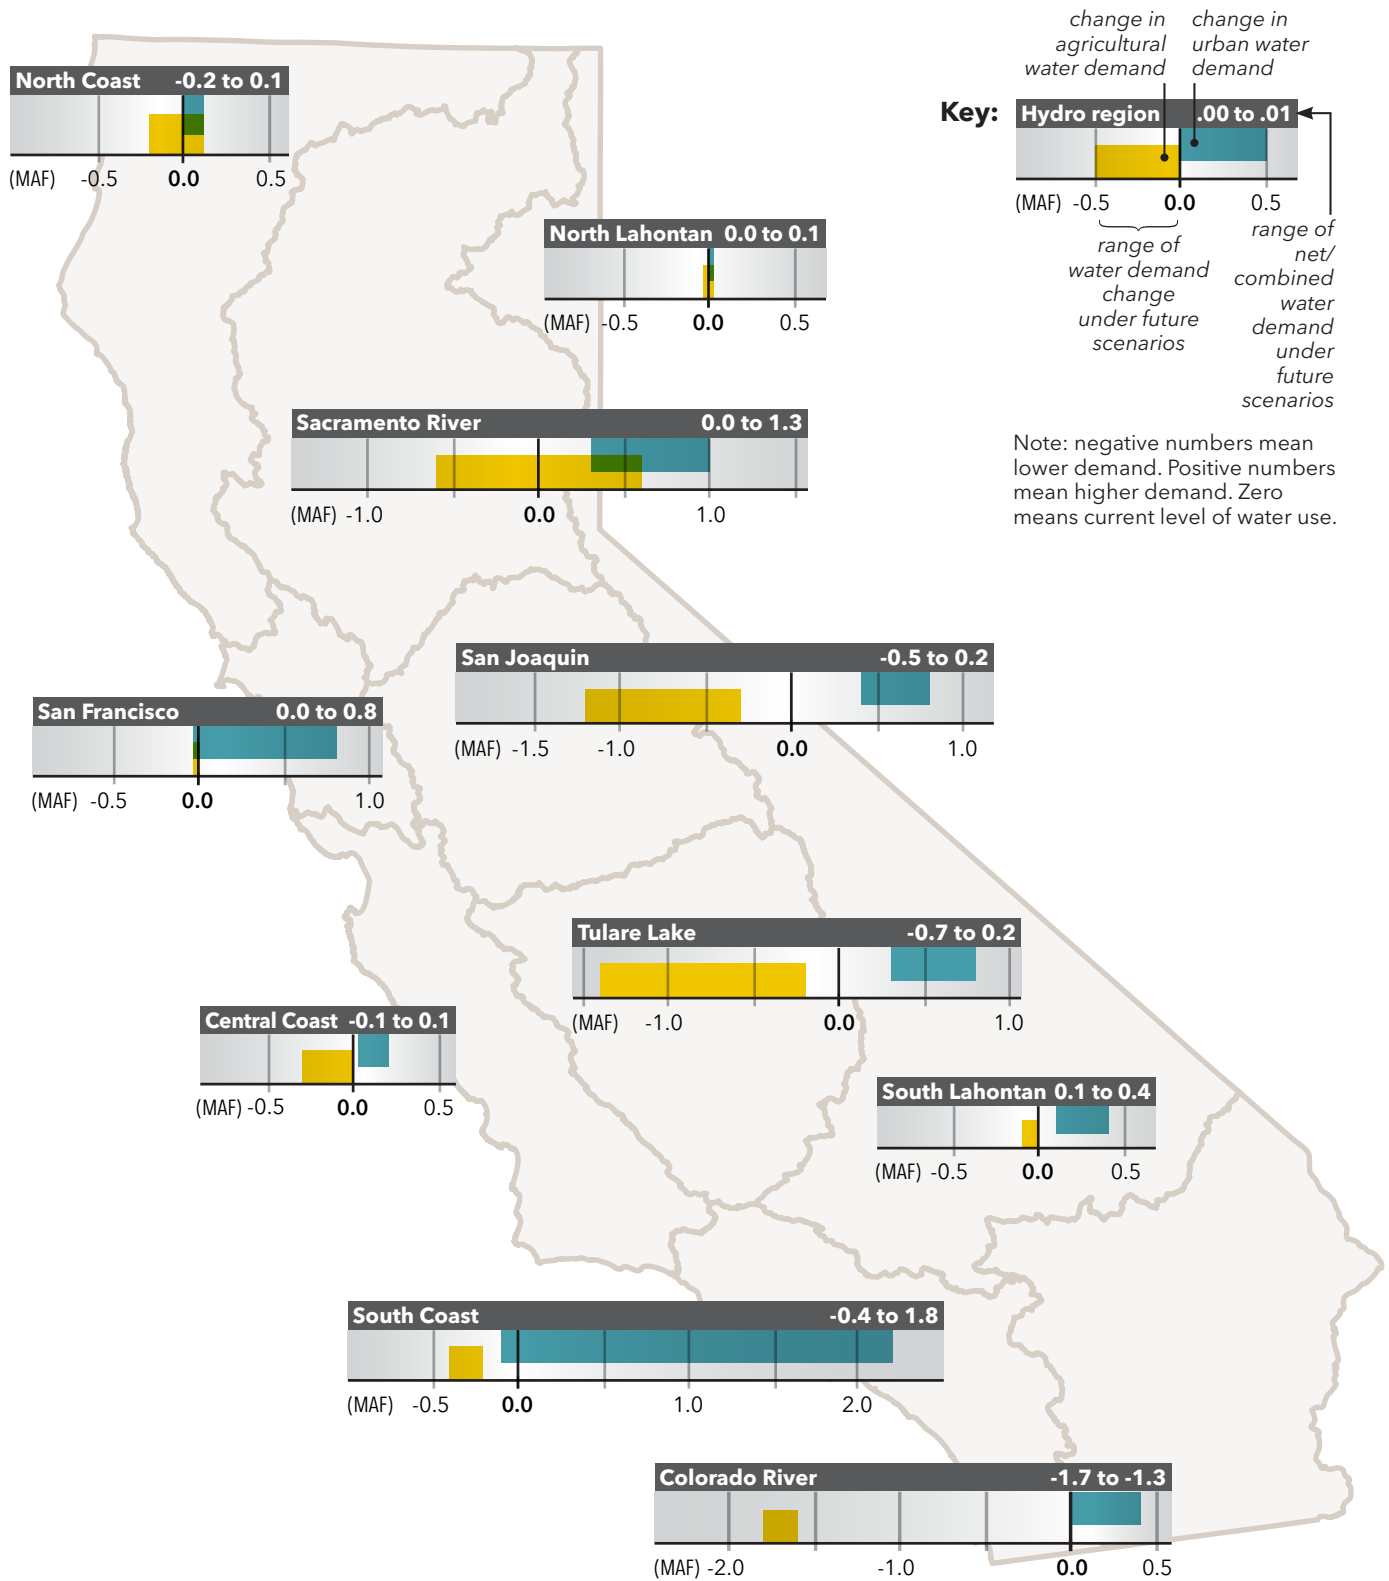 change in
agricultural
water demand
change in
urban water
demand
Key:
Hydro region .00 to .01
(MAF) -0.5 0.0 0.5
range of
water demand
change
under future
scenarios
range of
net/
combined
water
demand
under
future
scenarios
Note: negative numbers mean
lower demand. Positive numbers
mean higher demand. Zero
means current level of water use.
North Coast -0.2 to 0.1
(MAF) -0.5 0.0 0.5
North Lahontan 0.0 to 0.1
(MAF) -0.5 0.0 0.5
Sacramento River 0.0 to 1.3
(MAF) -1.0 0.0 1.0
San Joaquin -0.5 to 0.2
(MAF) -1.5 -1.0 0.0 1.0
San Francisco 0.0 to 0.8
(MAF) -0.5 0.0 1.0
Tulare Lake -0.7 to 0.2
(MAF) -1.0 0.0 1.0
Central Coast -0.1 to 0.1
(MAF) -0.5 0.0 0.5
South Lahontan 0.1 to 0.4
(MAF) -0.5 0.0 0.5
South Coast -0.4 to 1.8
(MAF) -0.5 0.0 1.0 2.0
Colorado River -1.7 to -1.3
(MAF) -2.0 -1.0 0.0 0.5